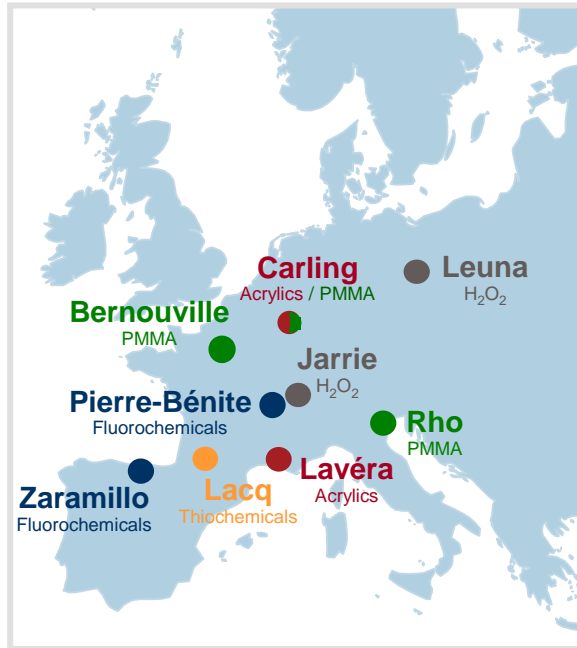 Carling
Acrylics / PMMA
Leuna
H₂O₂
Bernouville
PMMA
Jarrie
H₂O₂
Pierre-Bénite
Fluorochemicals
Rho
PMMA
Lavéra
Acrylics
Lacq
Thiochemicals
Zaramillo
Fluorochemicals